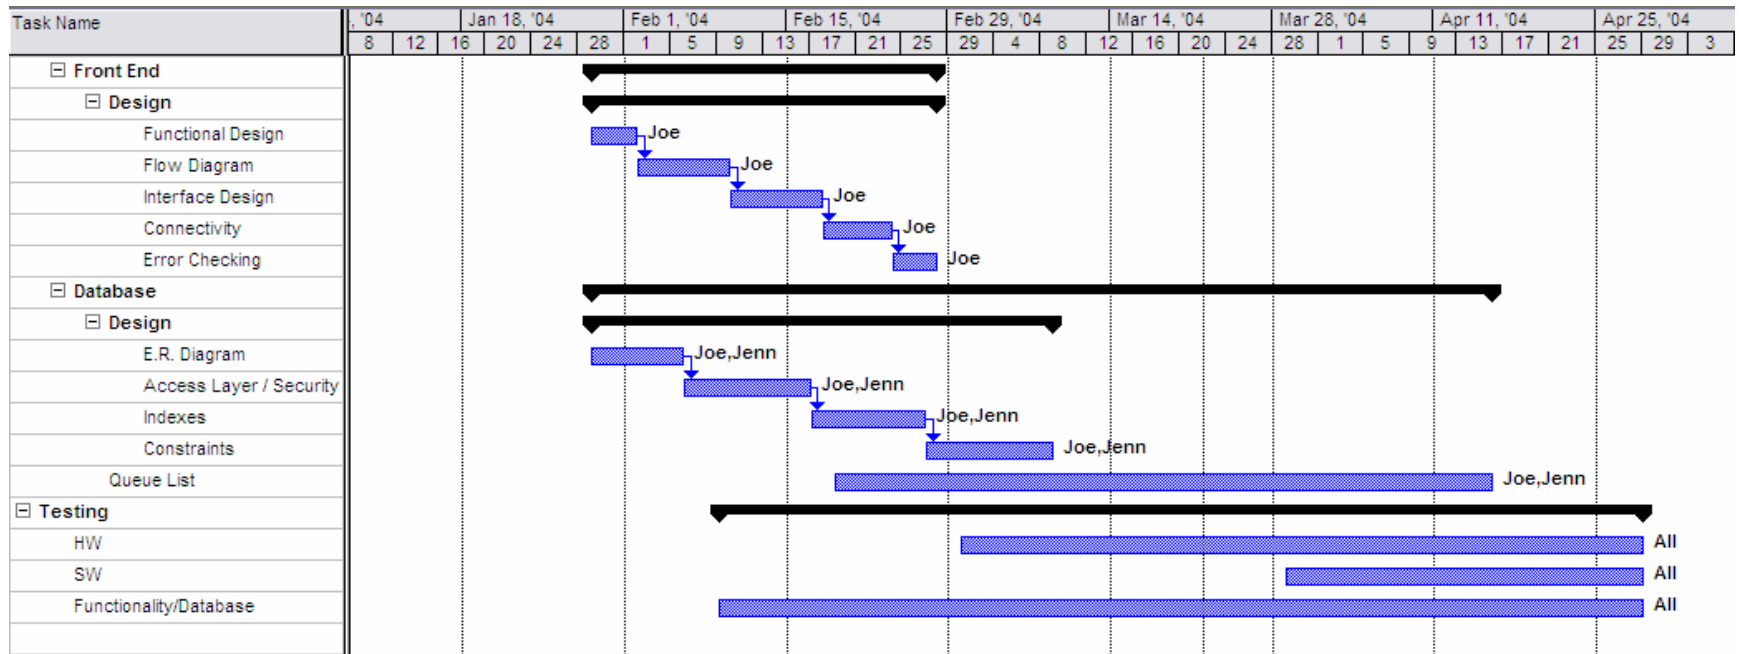 Task Name
, '04 Jan 18, '04 Feb 1, '04 Feb 15, '04 Feb 29, '04 Mar 14, '04 Mar 28, '04 Apr 11, '04 Apr 25, '04
8 12 16 20 24 28 1 5 9 13 17 21 25 29 4 8 12 16 20 24 28 1 5 9 13 17 21 25 29 3
Front End
Design
Functional Design Joe
Flow Diagram Joe
Interface Design Joe
Connectivity Joe
Error Checking Joe
Database
Design
E.R. Diagram Joe,Jenn
Access Layer / Security Joe,Jenn
Indexes Joe,Jenn
Constraints Joe,Jenn
Queue List Joe,Jenn
Testing
HW All
SW All
Functionality/Database All